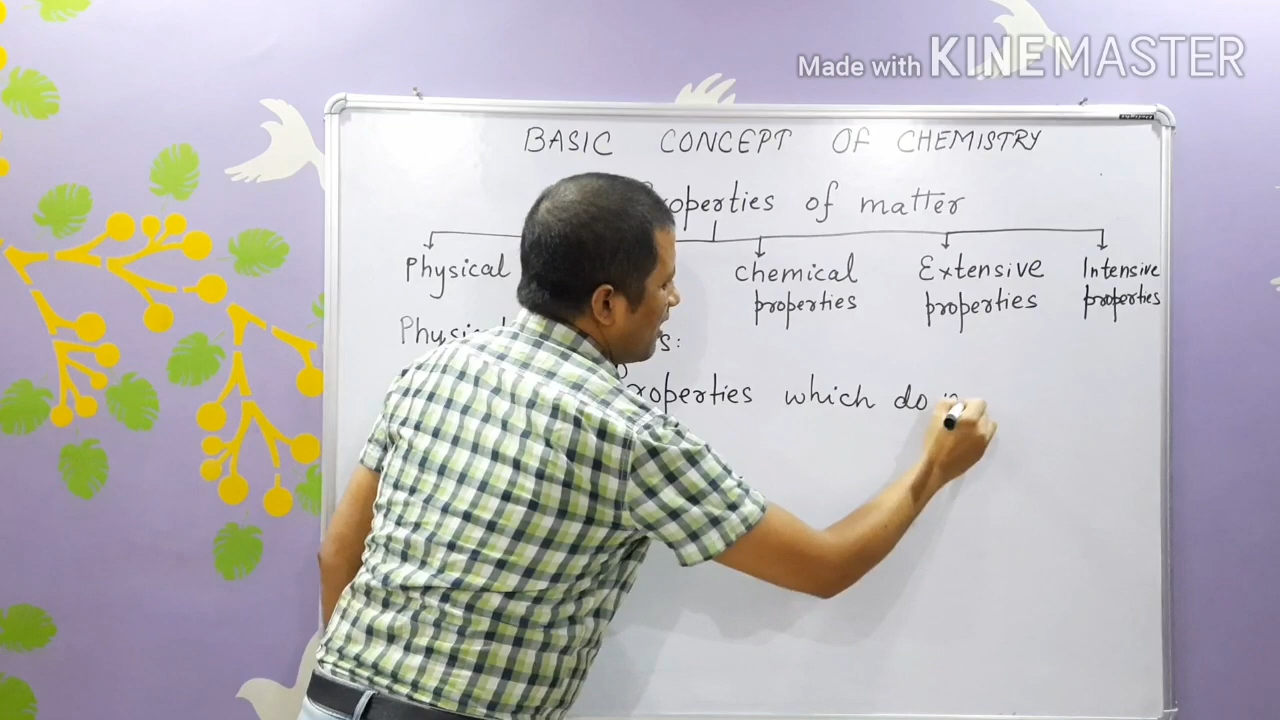 Made with KINEMASTER
BASIC CONCEPT OF CHEMISTRY
Properties of matter
Physical
chemical properties
Extensive properties
Intensive properties
Physical
s:
Properties which do